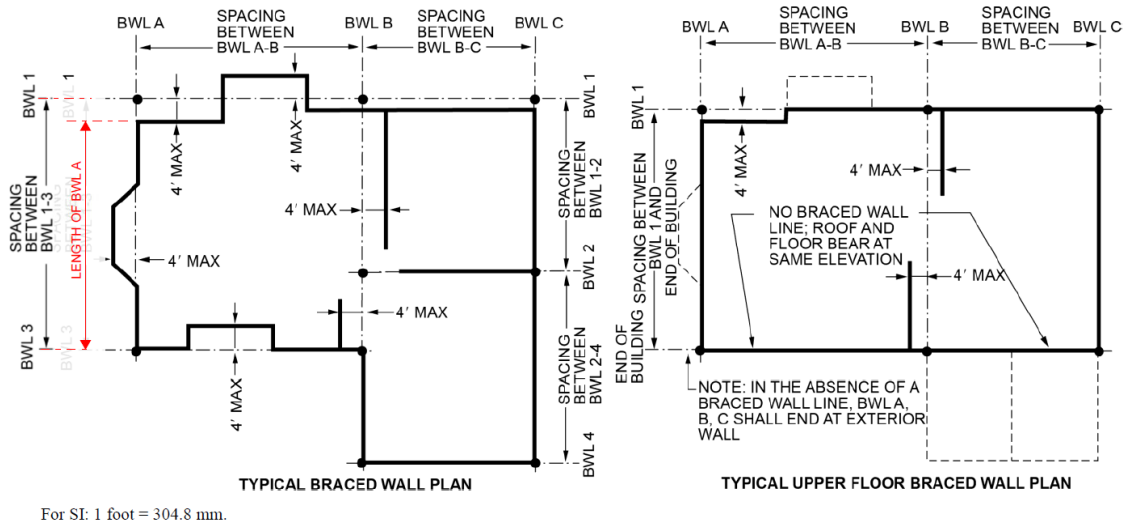 BWL A
SPACING
BETWEEN
BWL A-B
BWL B
SPACING
BETWEEN
BWL B-C
BWL C
BWL 1
BWL 1
BWL 1
4' MAX
4' MAX
SPACING
BETWEEN
BWL 1-3
LENGTH OF BWL A
4' MAX
4' MAX
SPACING
BETWEEN
BWL 1-2
BWL 2
4' MAX
BWL 3
BWL 3
4' MAX
SPACING
BETWEEN
BWL 2-4
BWL 4
TYPICAL BRACED WALL PLAN
For SI: 1 foot = 304.8 mm.
BWL A
SPACING
BETWEEN
BWL A-B
BWL B
SPACING
BETWEEN
BWL B-C
BWL C
BWL 1
4' MAX
4' MAX
END OF
BUILDING SPACING BETWEEN
BWL 1 AND
END OF BUILDING
NO BRACED WALL
LINE; ROOF AND
FLOOR BEAR AT
SAME ELEVATION
4' MAX
NOTE: IN THE ABSENCE OF A
BRACED WALL LINE, BWL A,
B, C SHALL END AT EXTERIOR
WALL
TYPICAL UPPER FLOOR BRACED WALL PLAN